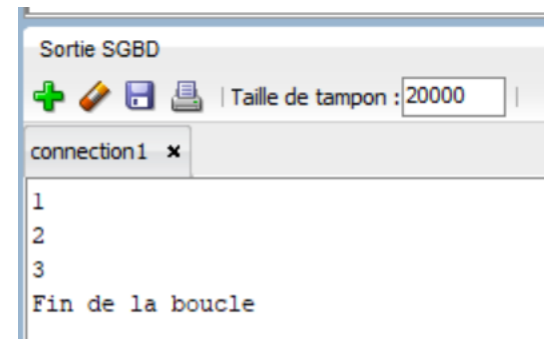 Sortie SGBD
Taille de tampon : 20000
connection1
1
2
3
Fin de la boucle